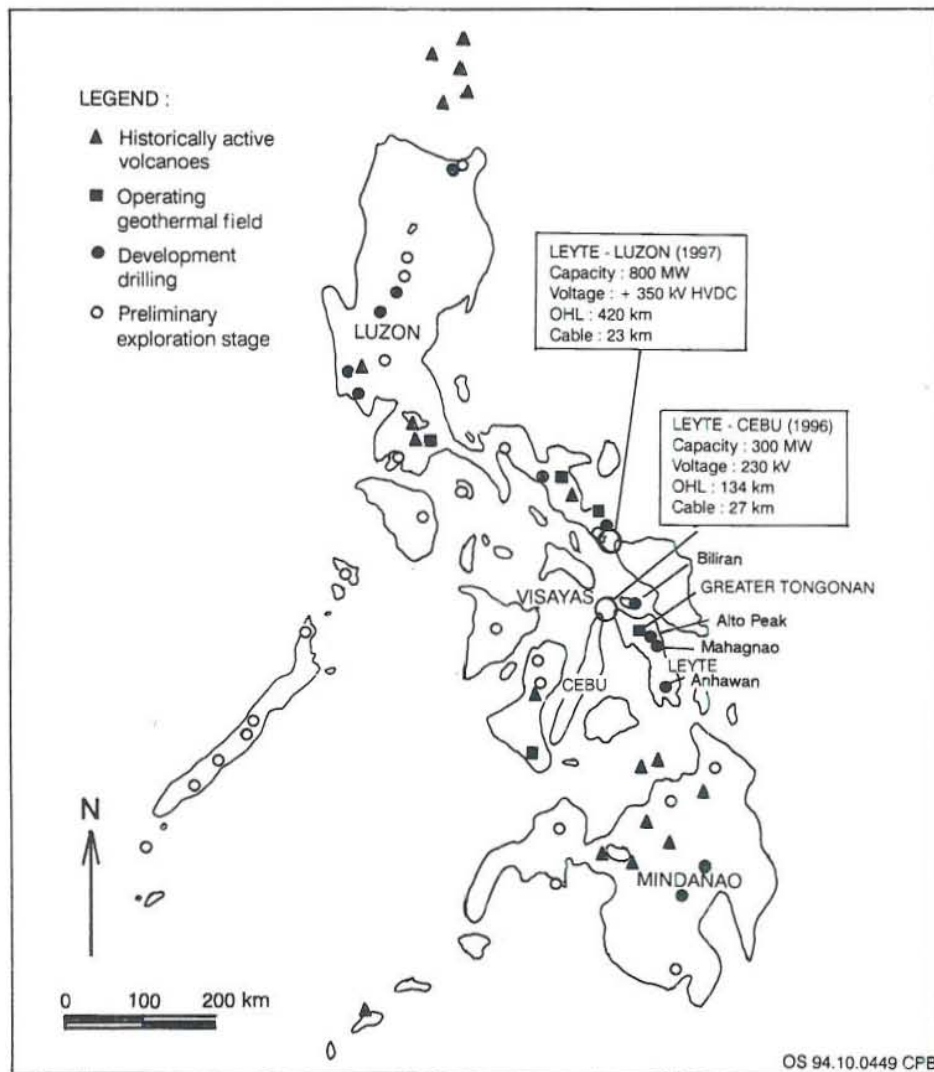 LEGEND :
Historically active
volcanoes
Operating
geothermal field
Development
drilling
Preliminary
exploration stage
LEYTE - LUZON (1997)
Capacity : 800 MW
Voltage : + 350 kV HVDC
OHL : 420 km
Cable : 23 km
LUZON
LEYTE - CEBU (1996)
Capacity : 300 MW
Voltage : 230 kV
OHL : 134 km
Cable : 27 km
Biliran
VISAYAS
GREATER TONGONAN
Alto Peak
Mahagnao
LEYTE
CEBU
Anhawan
N
MINDANAO
0 100 200 km
OS 94.10.0449 CPB